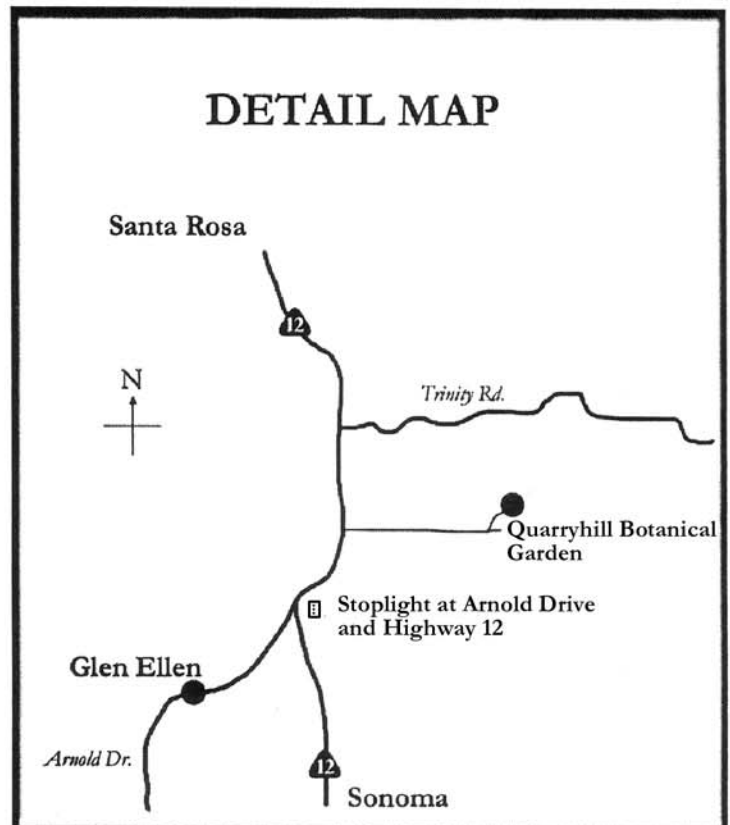 DETAIL MAP
Santa Rosa
12
N
Trinity Rd.
Quarryhill Botanical
Garden
Stoplight at Arnold Drive
and Highway 12
Glen Ellen
Arnold Dr.
12
Sonoma